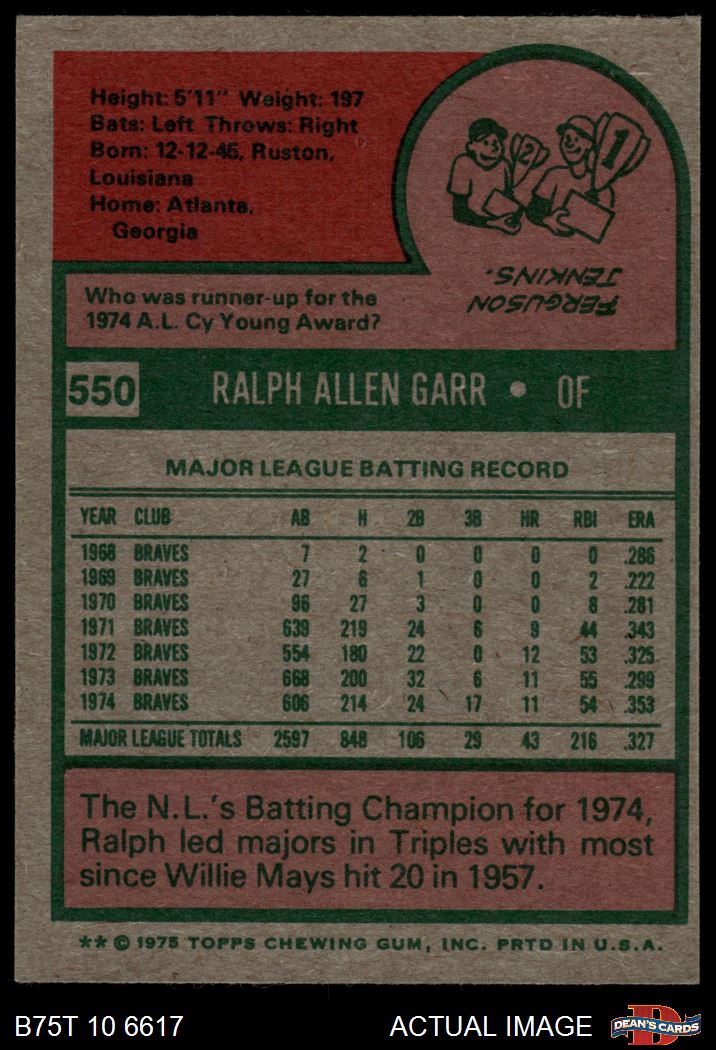 Height: 5'11" Weight: 197
Bats: Left Throws: Right
Born: 12-12-45, Ruston,
Louisiana
Home: Atlanta,
Georgia
2 1
FERGUSON
JENKINS.
Who was runner-up for the
1974 A.L. Cy Young Award?
550 RALPH ALLEN GARR • OF
MAJOR LEAGUE BATTING RECORD
YEAR CLUB AB H 2B 3B HR RBI ERA
1968 BRAVES 7 2 0 0 0 0 .286
1969 BRAVES 27 6 1 0 0 2 .222
1970 BRAVES 96 27 3 0 0 8 .281
1971 BRAVES 639 219 24 6 9 44 .343
1972 BRAVES 554 180 22 0 12 53 .325
1973 BRAVES 668 200 32 6 11 55 .299
1974 BRAVES 606 214 24 17 11 54 .353
MAJOR LEAGUE TOTALS 2597 848 106 29 43 216 .327
The N.L.'s Batting Champion for 1974,
Ralph led majors in Triples with most
since Willie Mays hit 20 in 1957.
** © 1975 TOPPS CHEWING GUM, INC. PRTD IN U.S.A.
B75T 10 6617 ACTUAL IMAGE D DEAN'S CARDS